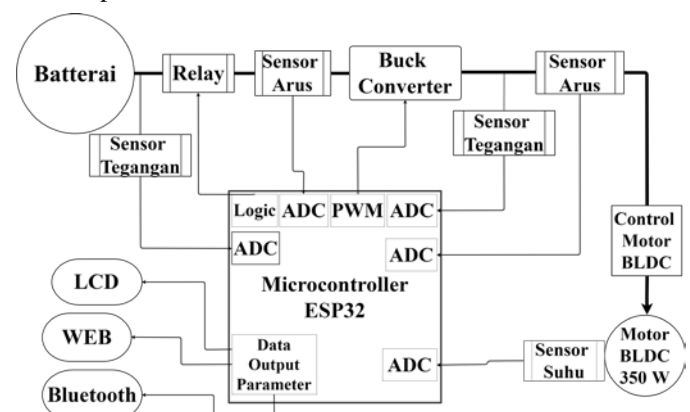 Batterai
Relay
Sensor
Arus
Buck
Converter
Sensor
Arus
Sensor
Tegangan
Sensor
Tegangan
Logic
ADC
PWM
ADC
ADC
ADC
Microcontroller
ESP32
Control
Motor
BLDC
LCD
WEB
Bluetooth
Data
Output
Parameter
ADC
Sensor
Suhu
Motor
BLDC
350 W